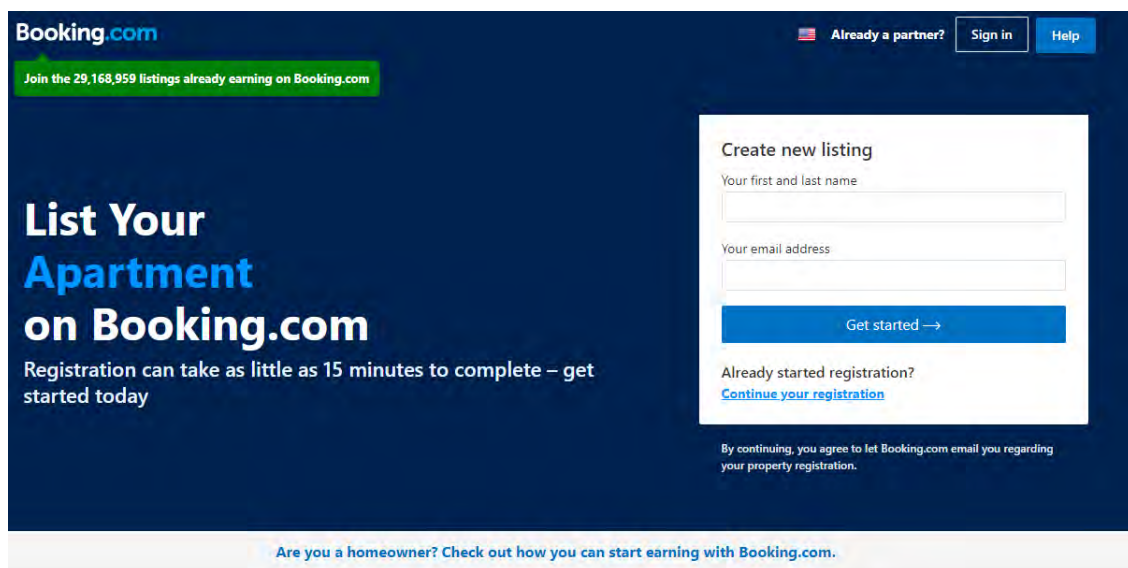 Booking.com
Already a partner?
Sign in
Help
Join the 29,168,959 listings already earning on Booking.com
List Your
Apartment
on Booking.com
Registration can take as little as 15 minutes to complete – get
started today
Create new listing
Your first and last name
Your email address
Get started →
Already started registration?
Continue your registration
By continuing, you agree to let Booking.com email you regarding
your property registration.
Are you a homeowner? Check out how you can start earning with Booking.com.